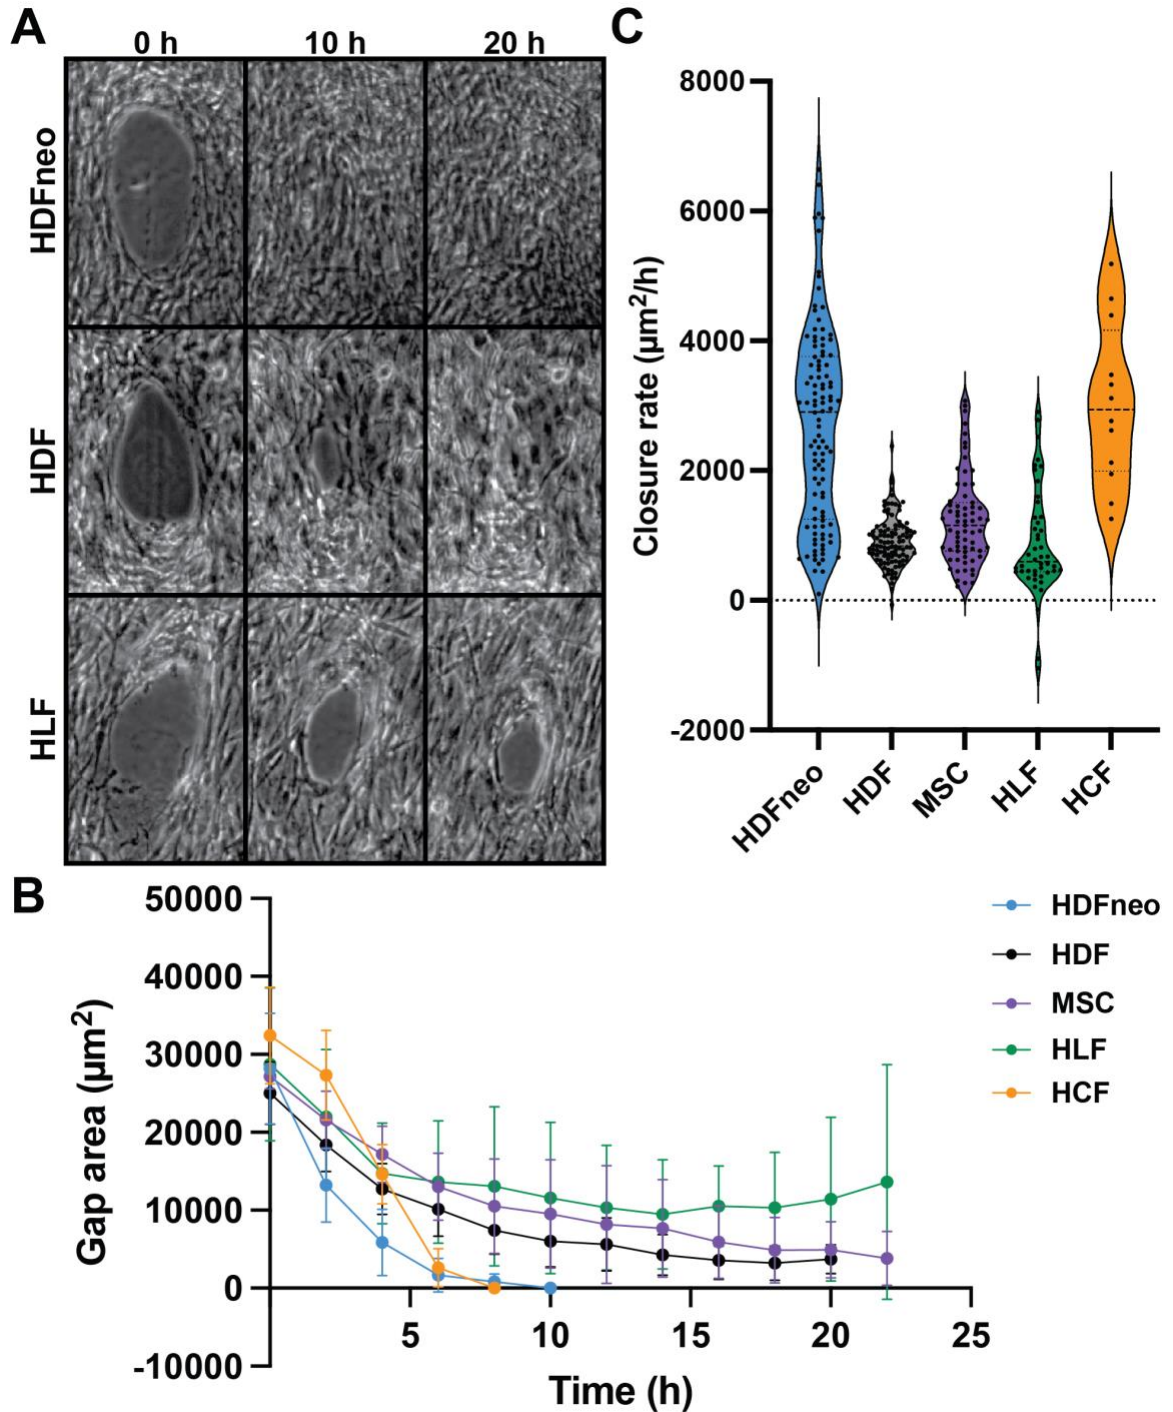 A
0 h 10 h 20 h
HDFneo
HDF
HLF
C
8000
6000
4000
2000
0
-2000
Closure rate (µm²/h)
HDFneo HDF MSC HLF HCF
B
50000
40000
30000
20000
10000
0
-10000
Gap area (µm²)
5 10 15 20 25
Time (h)
HDFneo
HDF
MSC
HLF
HCF